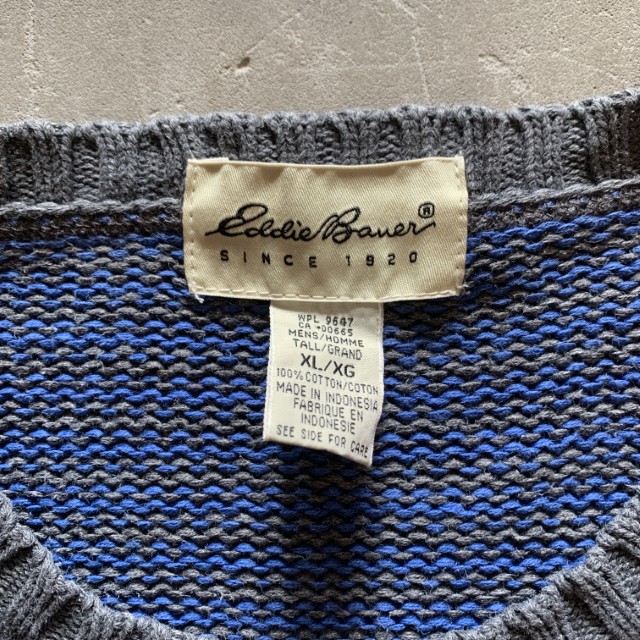 Eddie Bauer®
SINCE 1920
WPL 9647
CA •00665
MENS/HOMME
TALL/GRAND
XL/XG
100% COTTON/COTON
MADE IN INDONESIA
FABRIQUE EN
INDONESIE
SEE SIDE FOR CARE